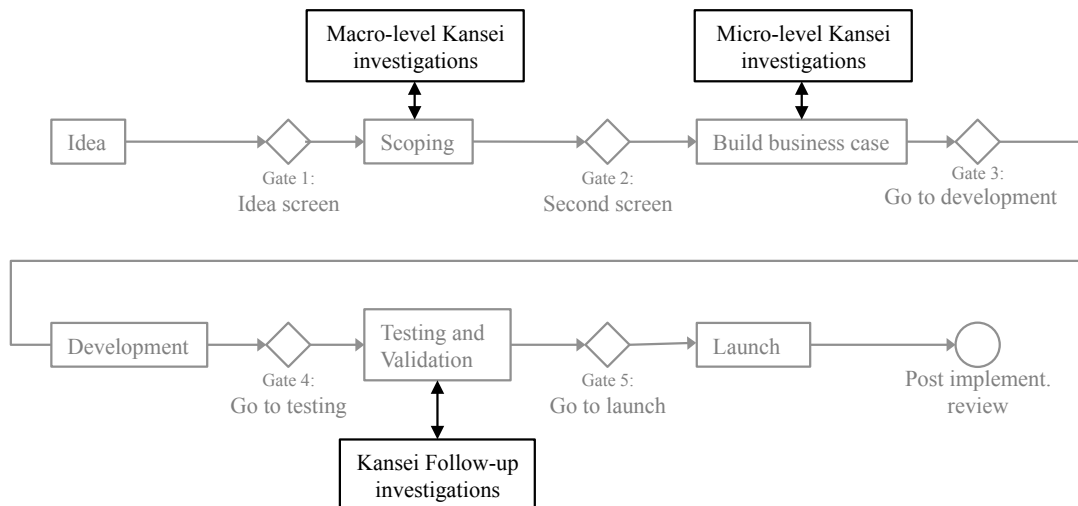 Macro-level Kansei
investigations
Micro-level Kansei
investigations
Idea
Scoping
Build business case
Gate 1:
Idea screen
Gate 2:
Second screen
Gate 3:
Go to development
Development
Testing and
Validation
Launch
Gate 4:
Go to testing
Gate 5:
Go to launch
Post implement.
review
Kansei Follow-up
investigations